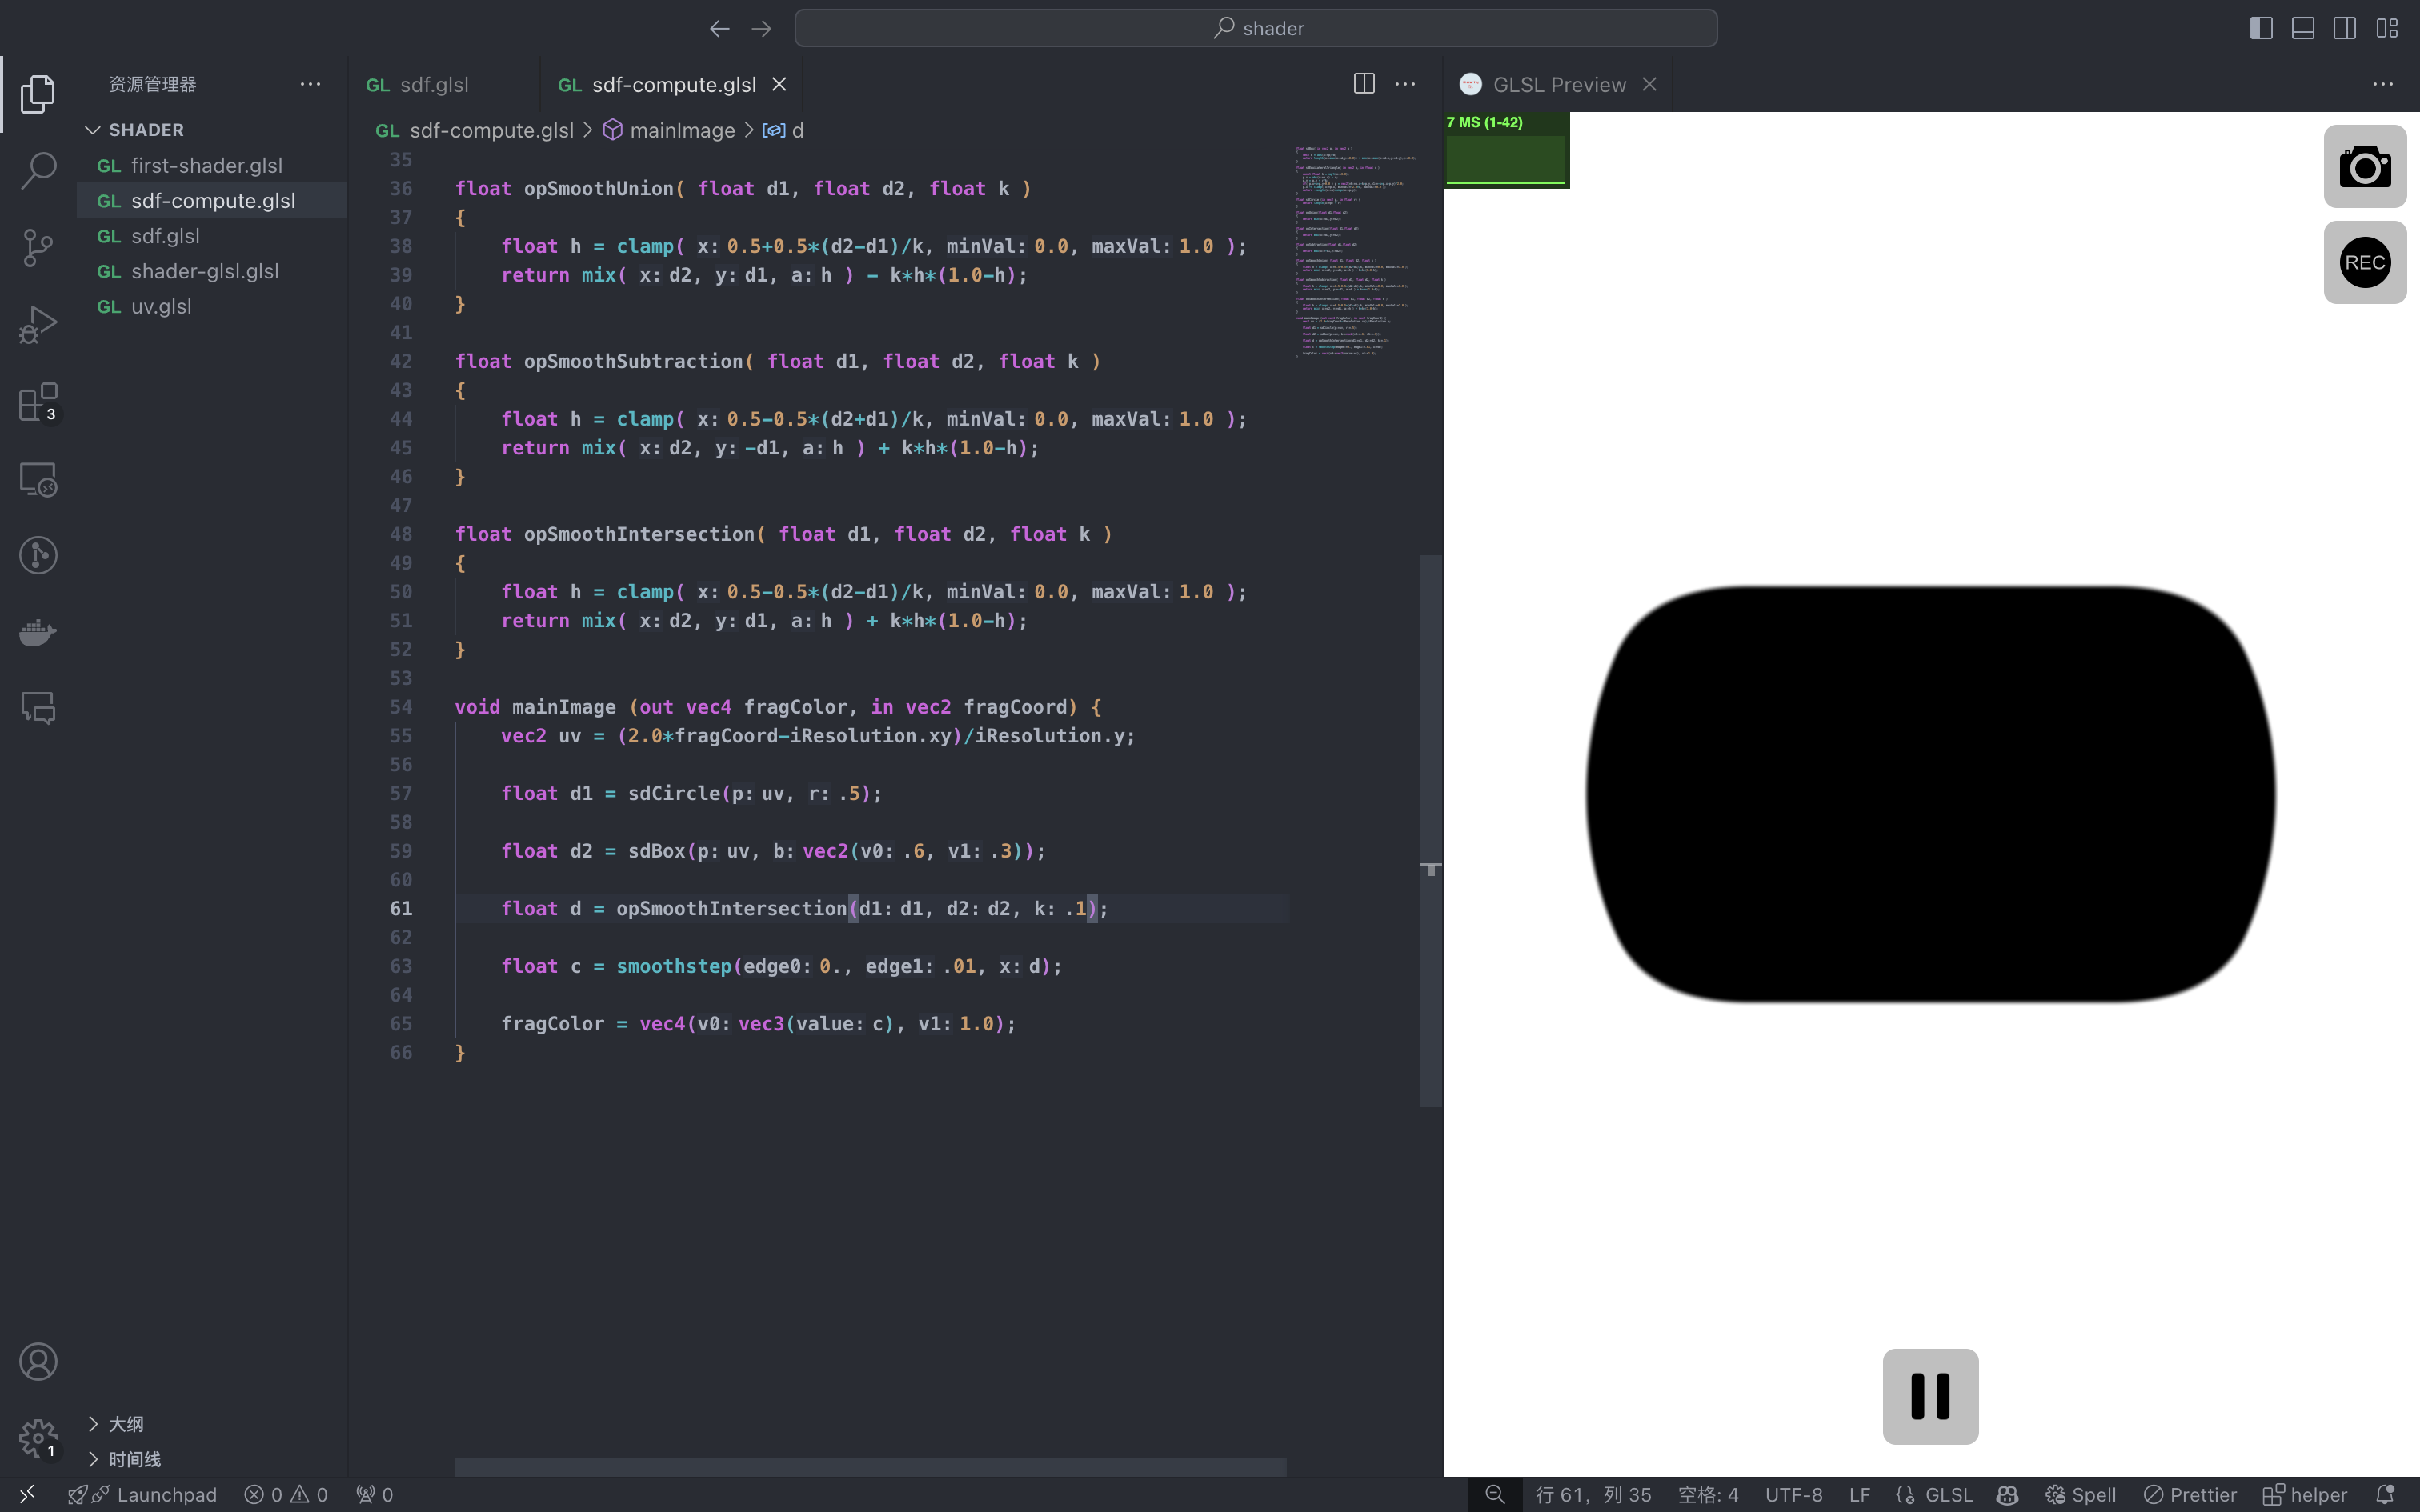 shader
资源管理器
SHADER
GL first-shader.glsl
GL sdf-compute.glsl
GL sdf.glsl
GL shader-glsl.glsl
GL uv.glsl
3
1
大纲
时间线
GL sdf.glsl
GL sdf-compute.glsl
GL sdf-compute.glsl > mainImage > d
35
36 float opSmoothUnion( float d1, float d2, float k )
37 {
38 float h = clamp( x: 0.5+0.5*(d2-d1)/k, minVal: 0.0, maxVal: 1.0 );
39 return mix( x: d2, y: d1, a: h ) - k*h*(1.0-h);
40 }
41
42 float opSmoothSubtraction( float d1, float d2, float k )
43 {
44 float h = clamp( x: 0.5-0.5*(d2+d1)/k, minVal: 0.0, maxVal: 1.0 );
45 return mix( x: d2, y: -d1, a: h ) + k*h*(1.0-h);
46 }
47
48 float opSmoothIntersection( float d1, float d2, float k )
49 {
50 float h = clamp( x: 0.5-0.5*(d2-d1)/k, minVal: 0.0, maxVal: 1.0 );
51 return mix( x: d2, y: d1, a: h ) + k*h*(1.0-h);
52 }
53
54 void mainImage (out vec4 fragColor, in vec2 fragCoord) {
55 vec2 uv = (2.0*fragCoord-iResolution.xy)/iResolution.y;
56
57 float d1 = sdCircle(p: uv, r: .5);
58
59 float d2 = sdBox(p: uv, b: vec2(v0: .6, v1: .3));
60
61 float d = opSmoothIntersection(d1: d1, d2: d2, k: .1);
62
63 float c = smoothstep(edge0: 0., edge1: .01, x: d);
64
65 fragColor = vec4(v0: vec3(value: c), v1: 1.0);
66 }
GLSL Preview
7 MS (1-42)
REC
Launchpad 0 0 0
行 61，列 35 空格: 4 UTF-8 LF GLSL Spell Prettier helper